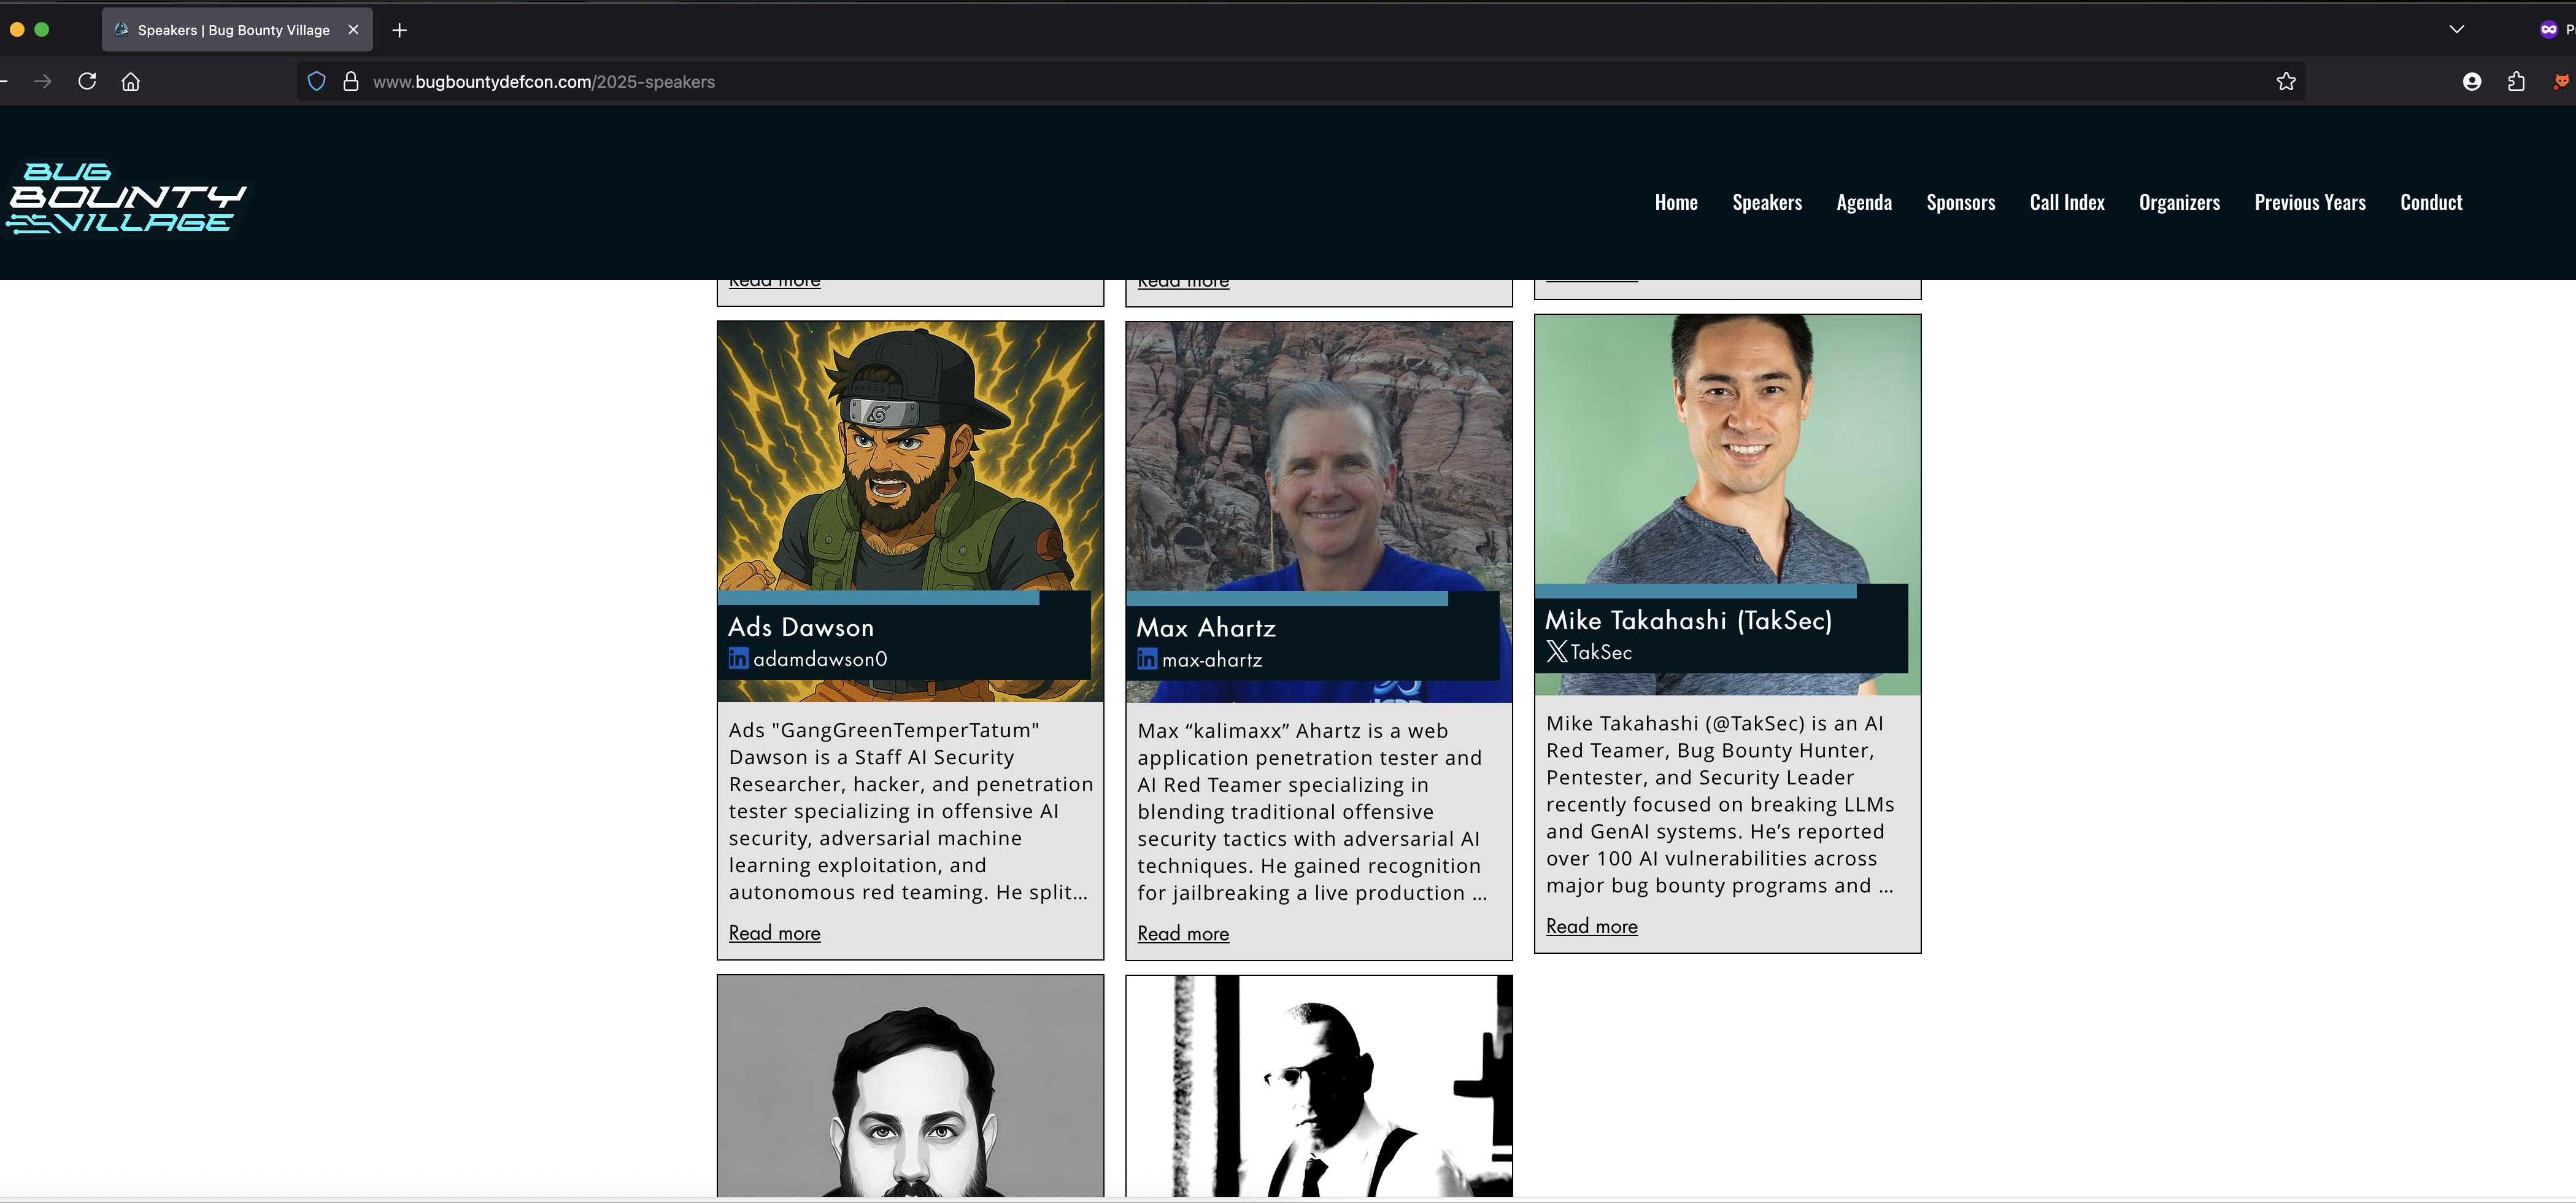 Speakers | Bug Bounty Village
www.bugbountydefcon.com/2025-speakers
BUG
BOUNTY
VILLAGE
Home Speakers Agenda Sponsors Call Index Organizers Previous Years Conduct
Read more
Read more
Ads Dawson
in adamdawson0
Ads "GangGreenTemperTatum"
Dawson is a Staff AI Security
Researcher, hacker, and penetration
tester specializing in offensive AI
security, adversarial machine
learning exploitation, and
autonomous red teaming. He split...
Read more
Max Ahartz
in max-ahartz
Max “kalimaxx” Ahartz is a web
application penetration tester and
AI Red Teamer specializing in
blending traditional offensive
security tactics with adversarial AI
techniques. He gained recognition
for jailbreaking a live production ...
Read more
Mike Takahashi (TakSec)
X TakSec
Mike Takahashi (@TakSec) is an AI
Red Teamer, Bug Bounty Hunter,
Pentester, and Security Leader
recently focused on breaking LLMs
and GenAI systems. He’s reported
over 100 AI vulnerabilities across
major bug bounty programs and ...
Read more